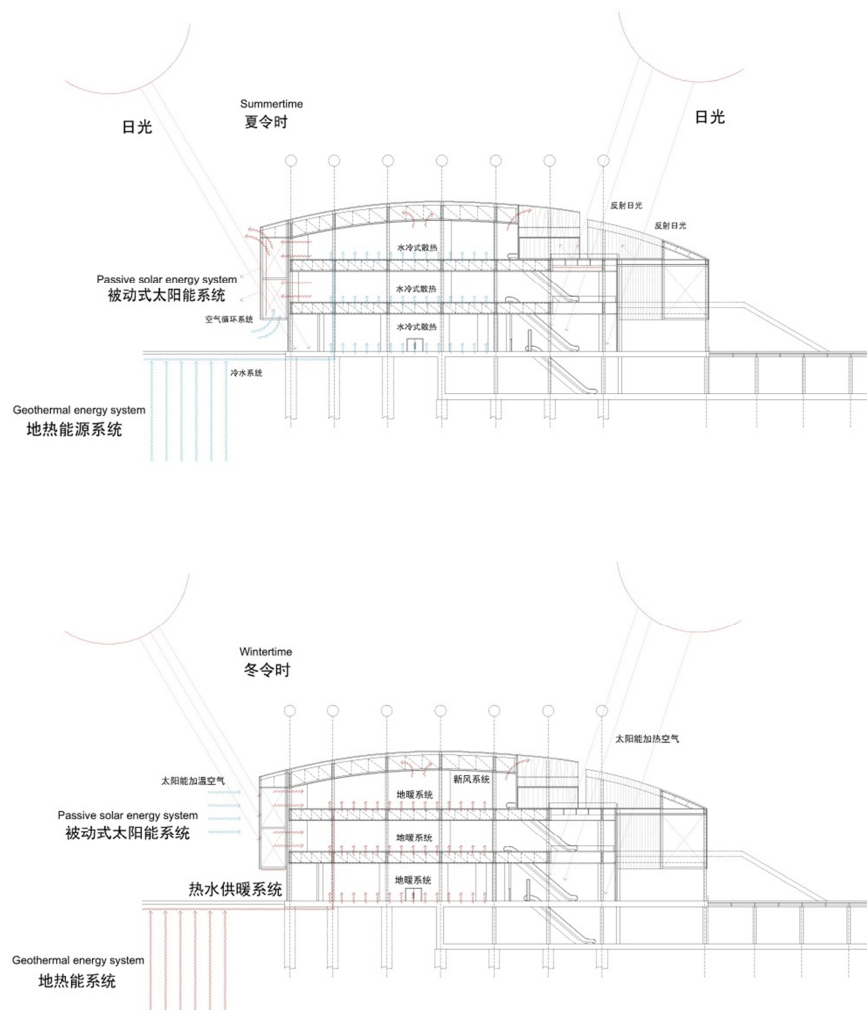 Summertime
夏令时
日光
日光
反射日光
反射日光
水冷式散热
Passive solar energy system
被动式太阳能系统
水冷式散热
空气循环系统
水冷式散热
冷水系统
Geothermal energy system
地热能源系统
Wintertime
冬令时
太阳能加热空气
太阳能加温空气
新风系统
地暖系统
Passive solar energy system
被动式太阳能系统
地暖系统
地暖系统
热水供暖系统
Geothermal energy system
地热能系统